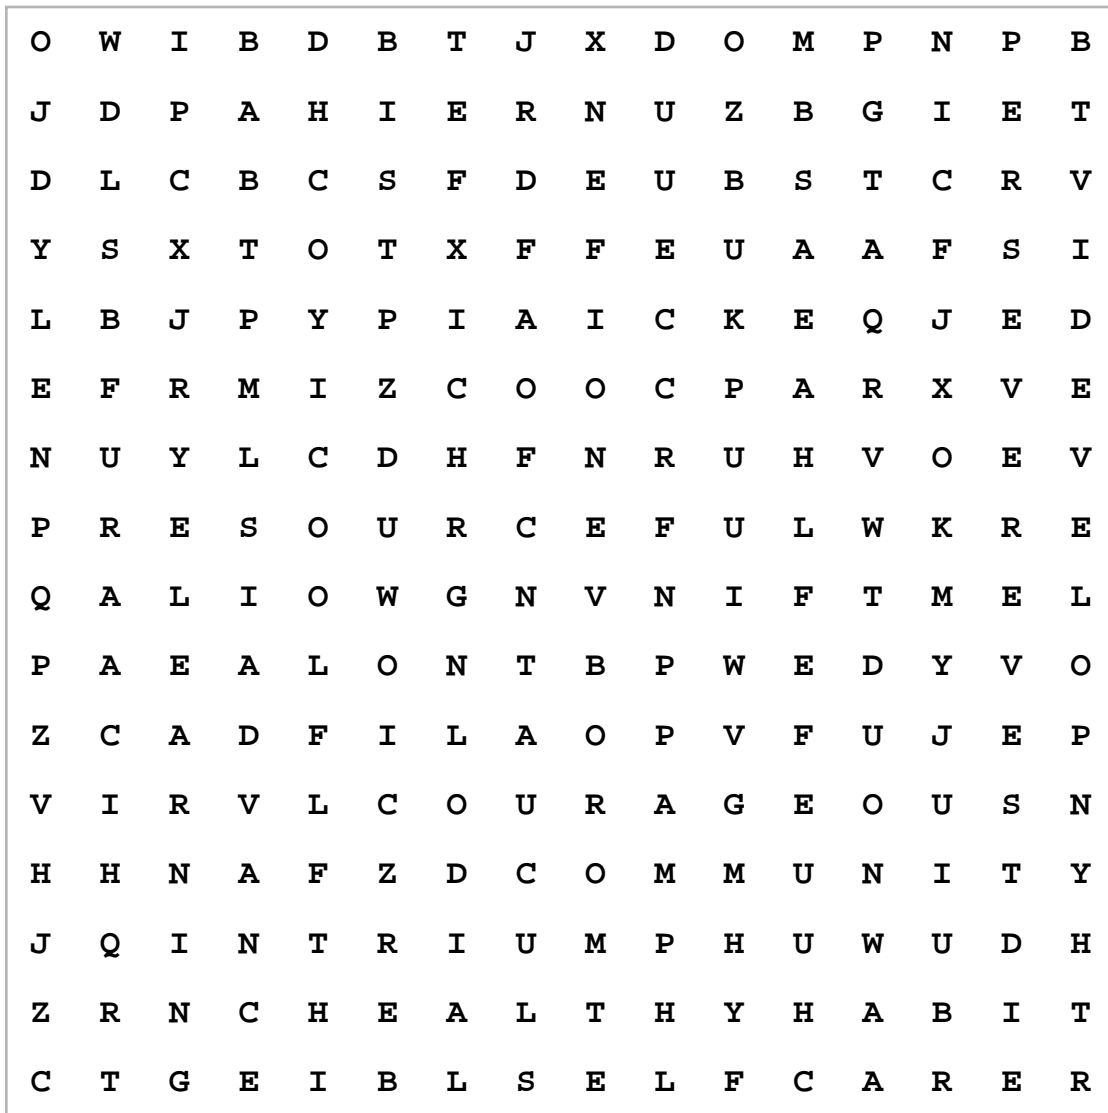 O W I B D B T J X D O M P N P B
J D P A H I E R N U Z B G I E T
D L C B C S F D E U B S T C R V
Y S X T O T X F F E U A A F S I
L B J P Y P I A I C K E Q J E D
E F R M I Z C O O C P A R X V E
N U Y L C D H F N R U H V O E V
P R E S O U R C E F U L W K R E
Q A L I O W G N V N I F T M E L
P A E A L O N T B P W E D Y V O
Z C A D F I L A O P V F U J E P
V I R V L C O U R A G E O U S N
H H N A F Z D C O M M U N I T Y
J Q I N T R I U M P H U W U D H
Z R N C H E A L T H Y H A B I T
C T G E I B L S E L F C A R E R